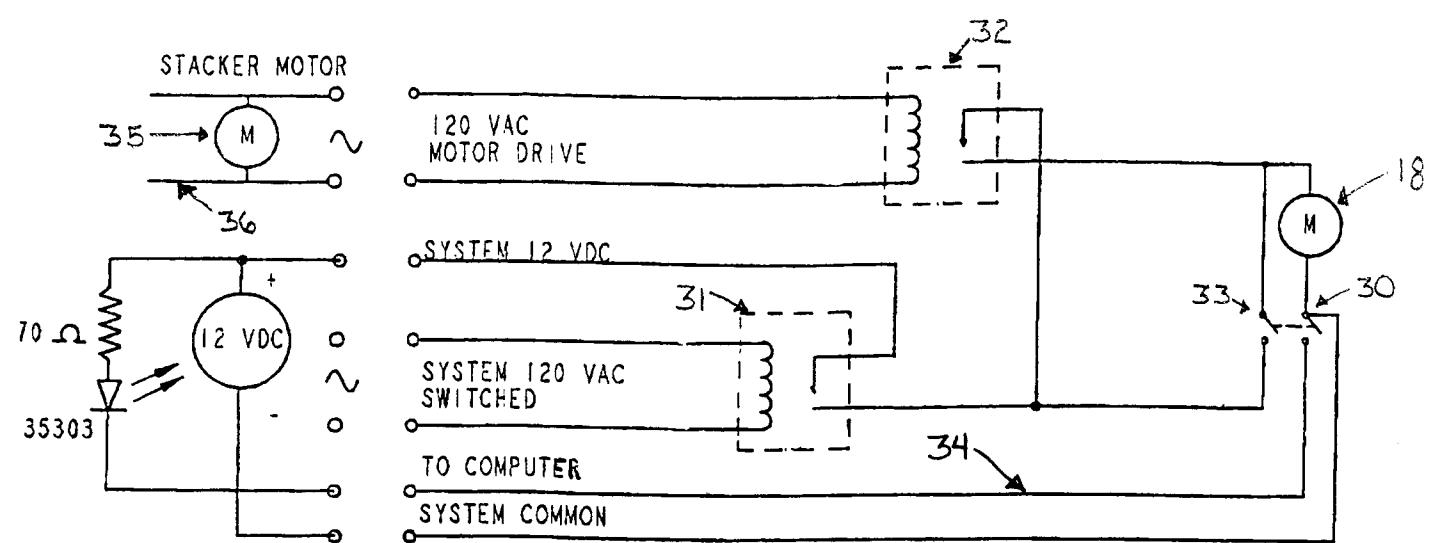 32
STACKER MOTOR
35
M
120 VAC
MOTOR DRIVE
36
18
M
SYSTEM 12 VDC
+
31
33
30
70 Ω
12 VDC
SYSTEM 120 VAC
SWITCHED
35303
-
34
TO COMPUTER
SYSTEM COMMON